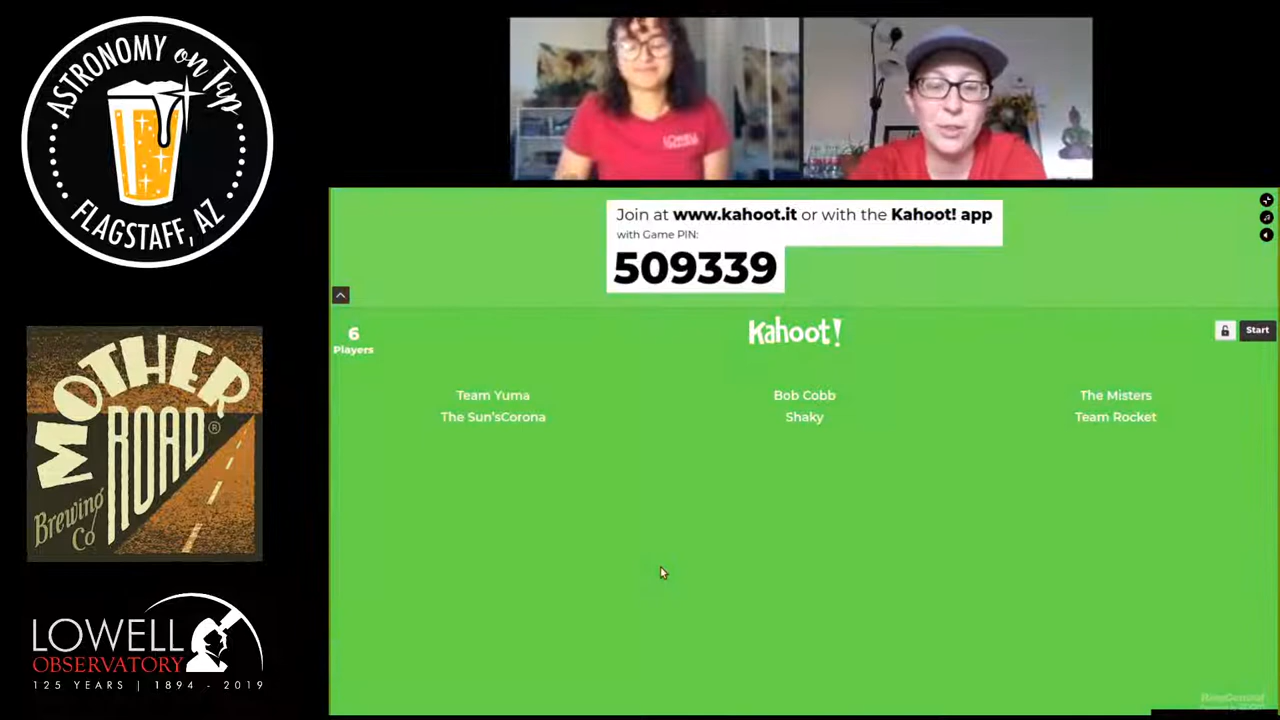 ASTRONOMY on Tap
FLAGSTAFF, AZ
MOTHER
ROAD®
Brewing
Co
LOWELL
OBSERVATORY
125 YEARS | 1894 - 2019
LOWELL
Join at www.kahoot.it or with the Kahoot! app
with Game PIN:
509339
6
Players
Kahoot!
Start
Team Yuma
Bob Cobb
The Misters
The Sun'sCorona
Shaky
Team Rocket
RingCentral